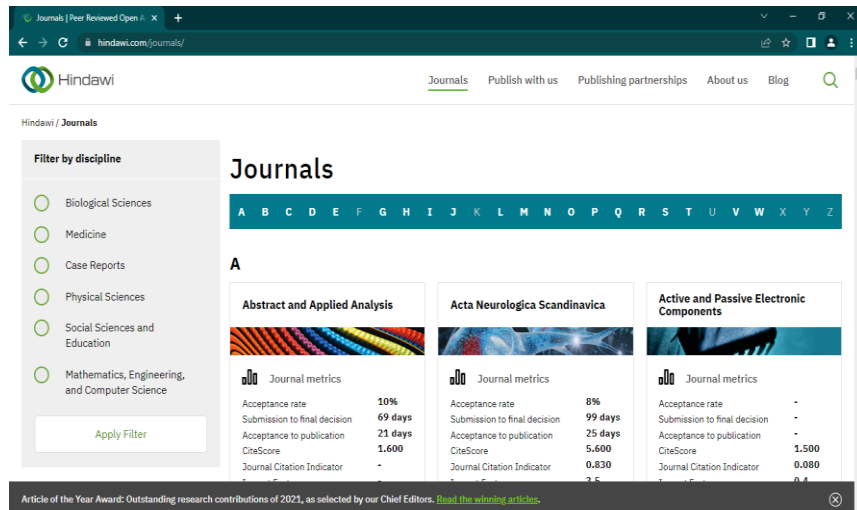 Journals | Peer Reviewed Open A
hindawi.com/journals/
Hindawi
Journals Publish with us Publishing partnerships About us Blog
Hindawi / Journals
Filter by discipline
Biological Sciences
Medicine
Case Reports
Physical Sciences
Social Sciences and
Education
Mathematics, Engineering,
and Computer Science
Apply Filter
Journals
A B C D E F G H I J K L M N O P Q R S T U V W X Y Z
A
Abstract and Applied Analysis
Journal metrics
Acceptance rate 10%
Submission to final decision 69 days
Acceptance to publication 21 days
CiteScore 1.600
Journal Citation Indicator -
Acta Neurologica Scandinavica
Journal metrics
Acceptance rate 8%
Submission to final decision 99 days
Acceptance to publication 25 days
CiteScore 5.600
Journal Citation Indicator 0.830
Active and Passive Electronic
Components
Journal metrics
Acceptance rate -
Submission to final decision -
Acceptance to publication -
CiteScore 1.500
Journal Citation Indicator 0.080
Article of the Year Award: Outstanding research contributions of 2021, as selected by our Chief Editors. Read the winning articles.